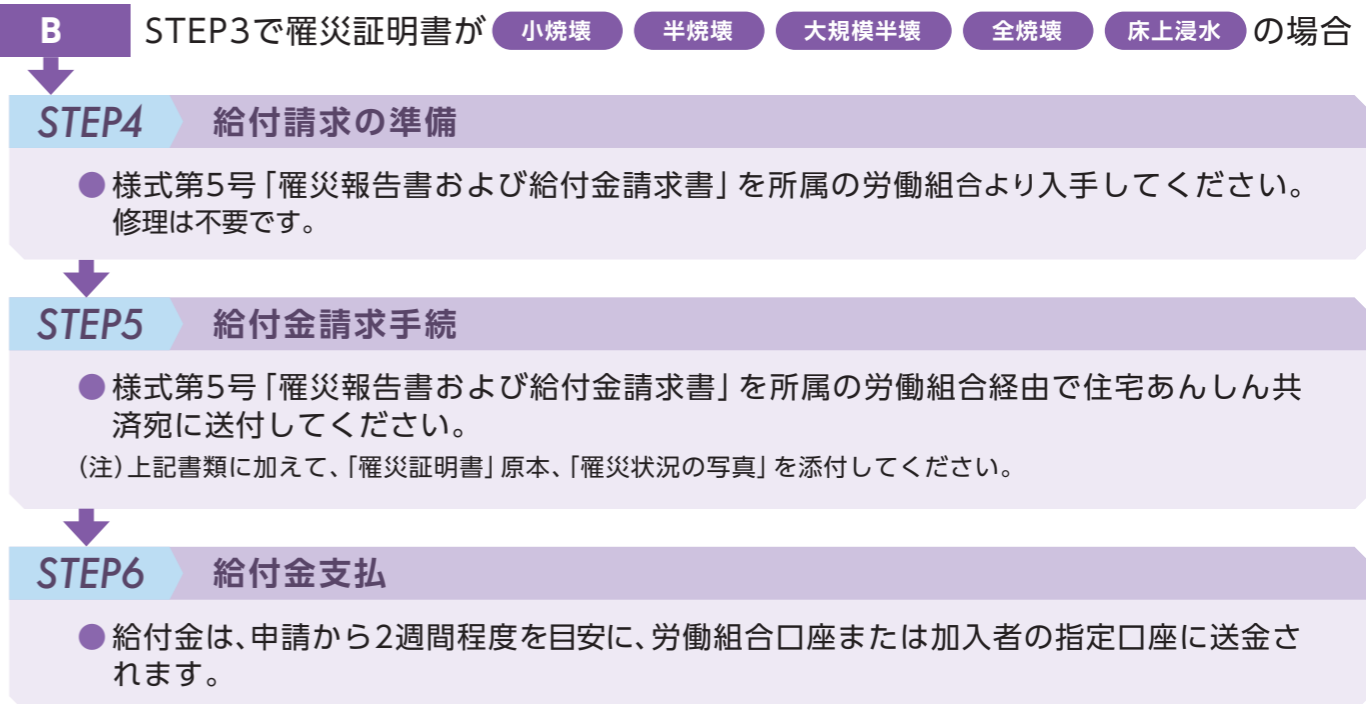 B STEP3で罹災証明書が 小焼壊 半焼壊 大規模半壊 全焼壊 床上浸水 の場合
STEP4 給付請求の準備
●様式第5号「罹災報告書および給付金請求書」を所属の労働組合より入手してください。
修理は不要です。
STEP5 給付金請求手続
●様式第5号「罹災報告書および給付金請求書」を所属の労働組合経由で住宅あんしん共
済宛に送付してください。
(注)上記書類に加えて、「罹災証明書」原本、「罹災状況の写真」を添付してください。
STEP6 給付金支払
●給付金は、申請から2週間程度を目安に、労働組合口座または加入者の指定口座に送金さ
れます。